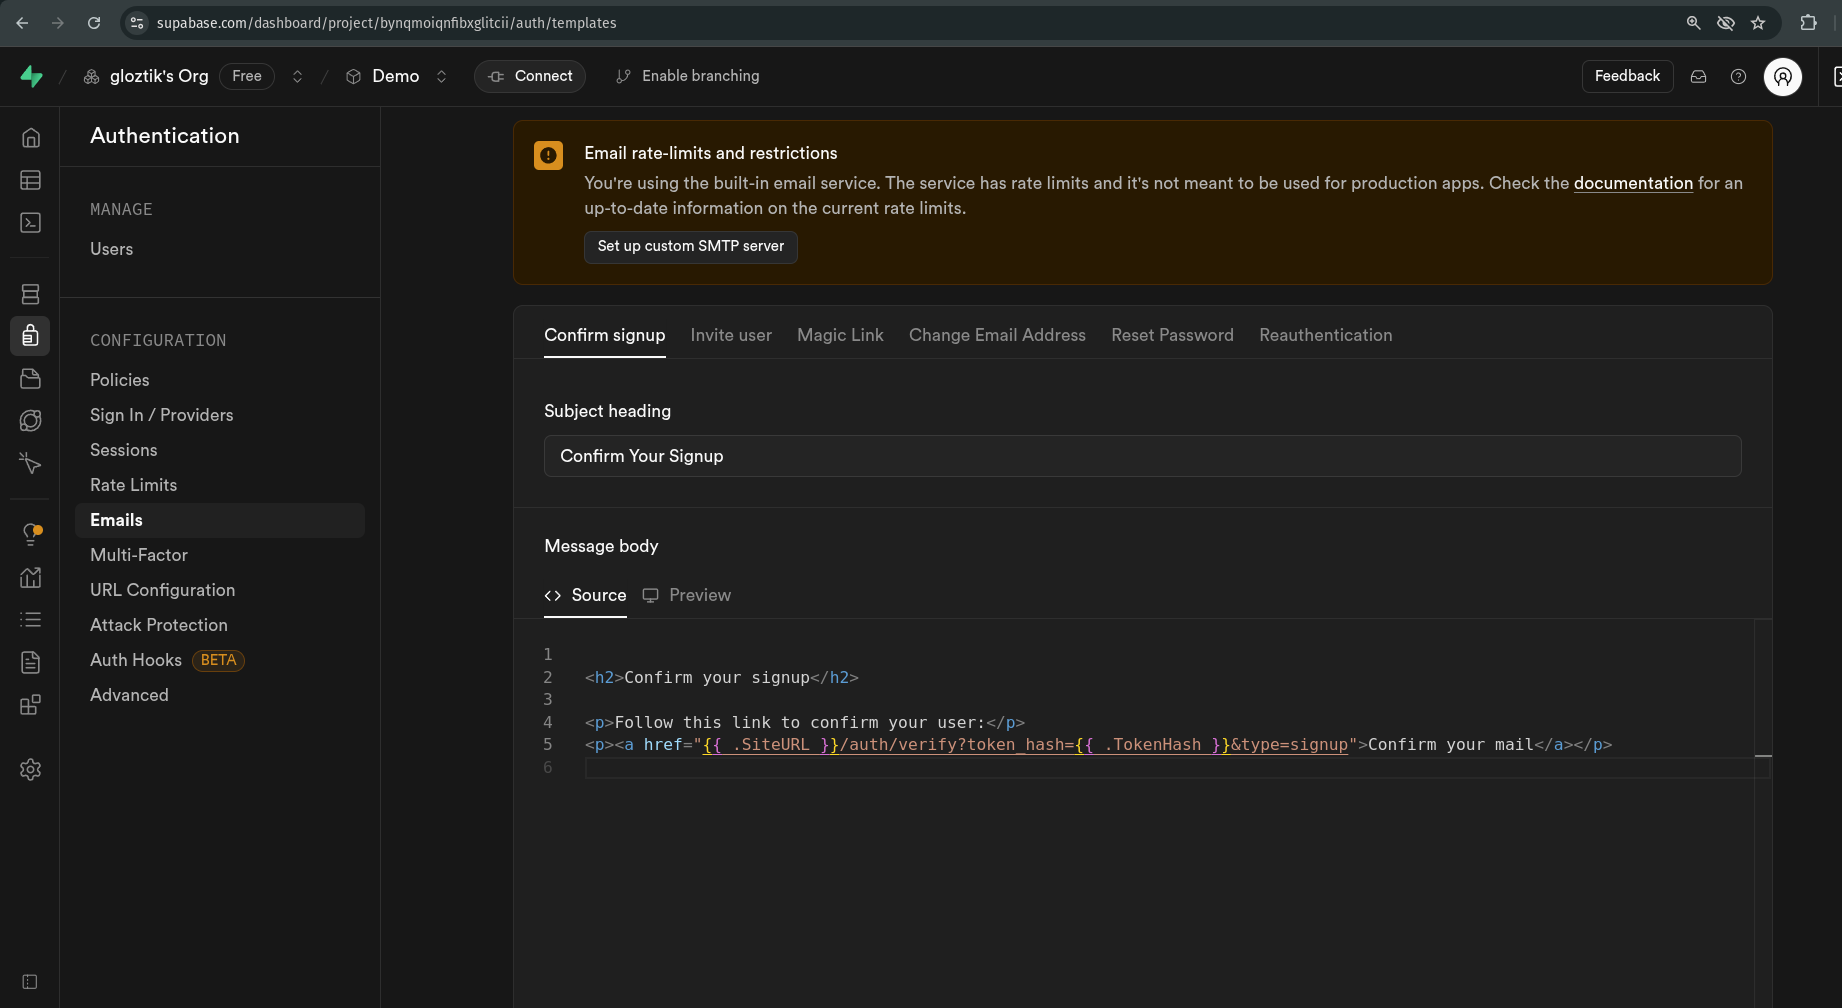 supabase.com/dashboard/project/bynqmoiqnfibxglitcii/auth/templates
gloztik's Org Free Demo Connect Enable branching Feedback
Authentication
MANAGE
Users
CONFIGURATION
Policies
Sign In / Providers
Sessions
Rate Limits
Emails
Multi-Factor
URL Configuration
Attack Protection
Auth Hooks BETA
Advanced
Email rate-limits and restrictions
You're using the built-in email service. The service has rate limits and it's not meant to be used for production apps. Check the documentation for an
up-to-date information on the current rate limits.
Set up custom SMTP server
Confirm signup Invite user Magic Link Change Email Address Reset Password Reauthentication
Subject heading
Confirm Your Signup
Message body
Source Preview
1
2 <h2>Confirm your signup</h2>
3
4 <p>Follow this link to confirm your user:</p>
5 <p><a href="{{ .SiteURL }}/auth/verify?token_hash={{ .TokenHash }}&type=signup">Confirm your mail</a></p>
6